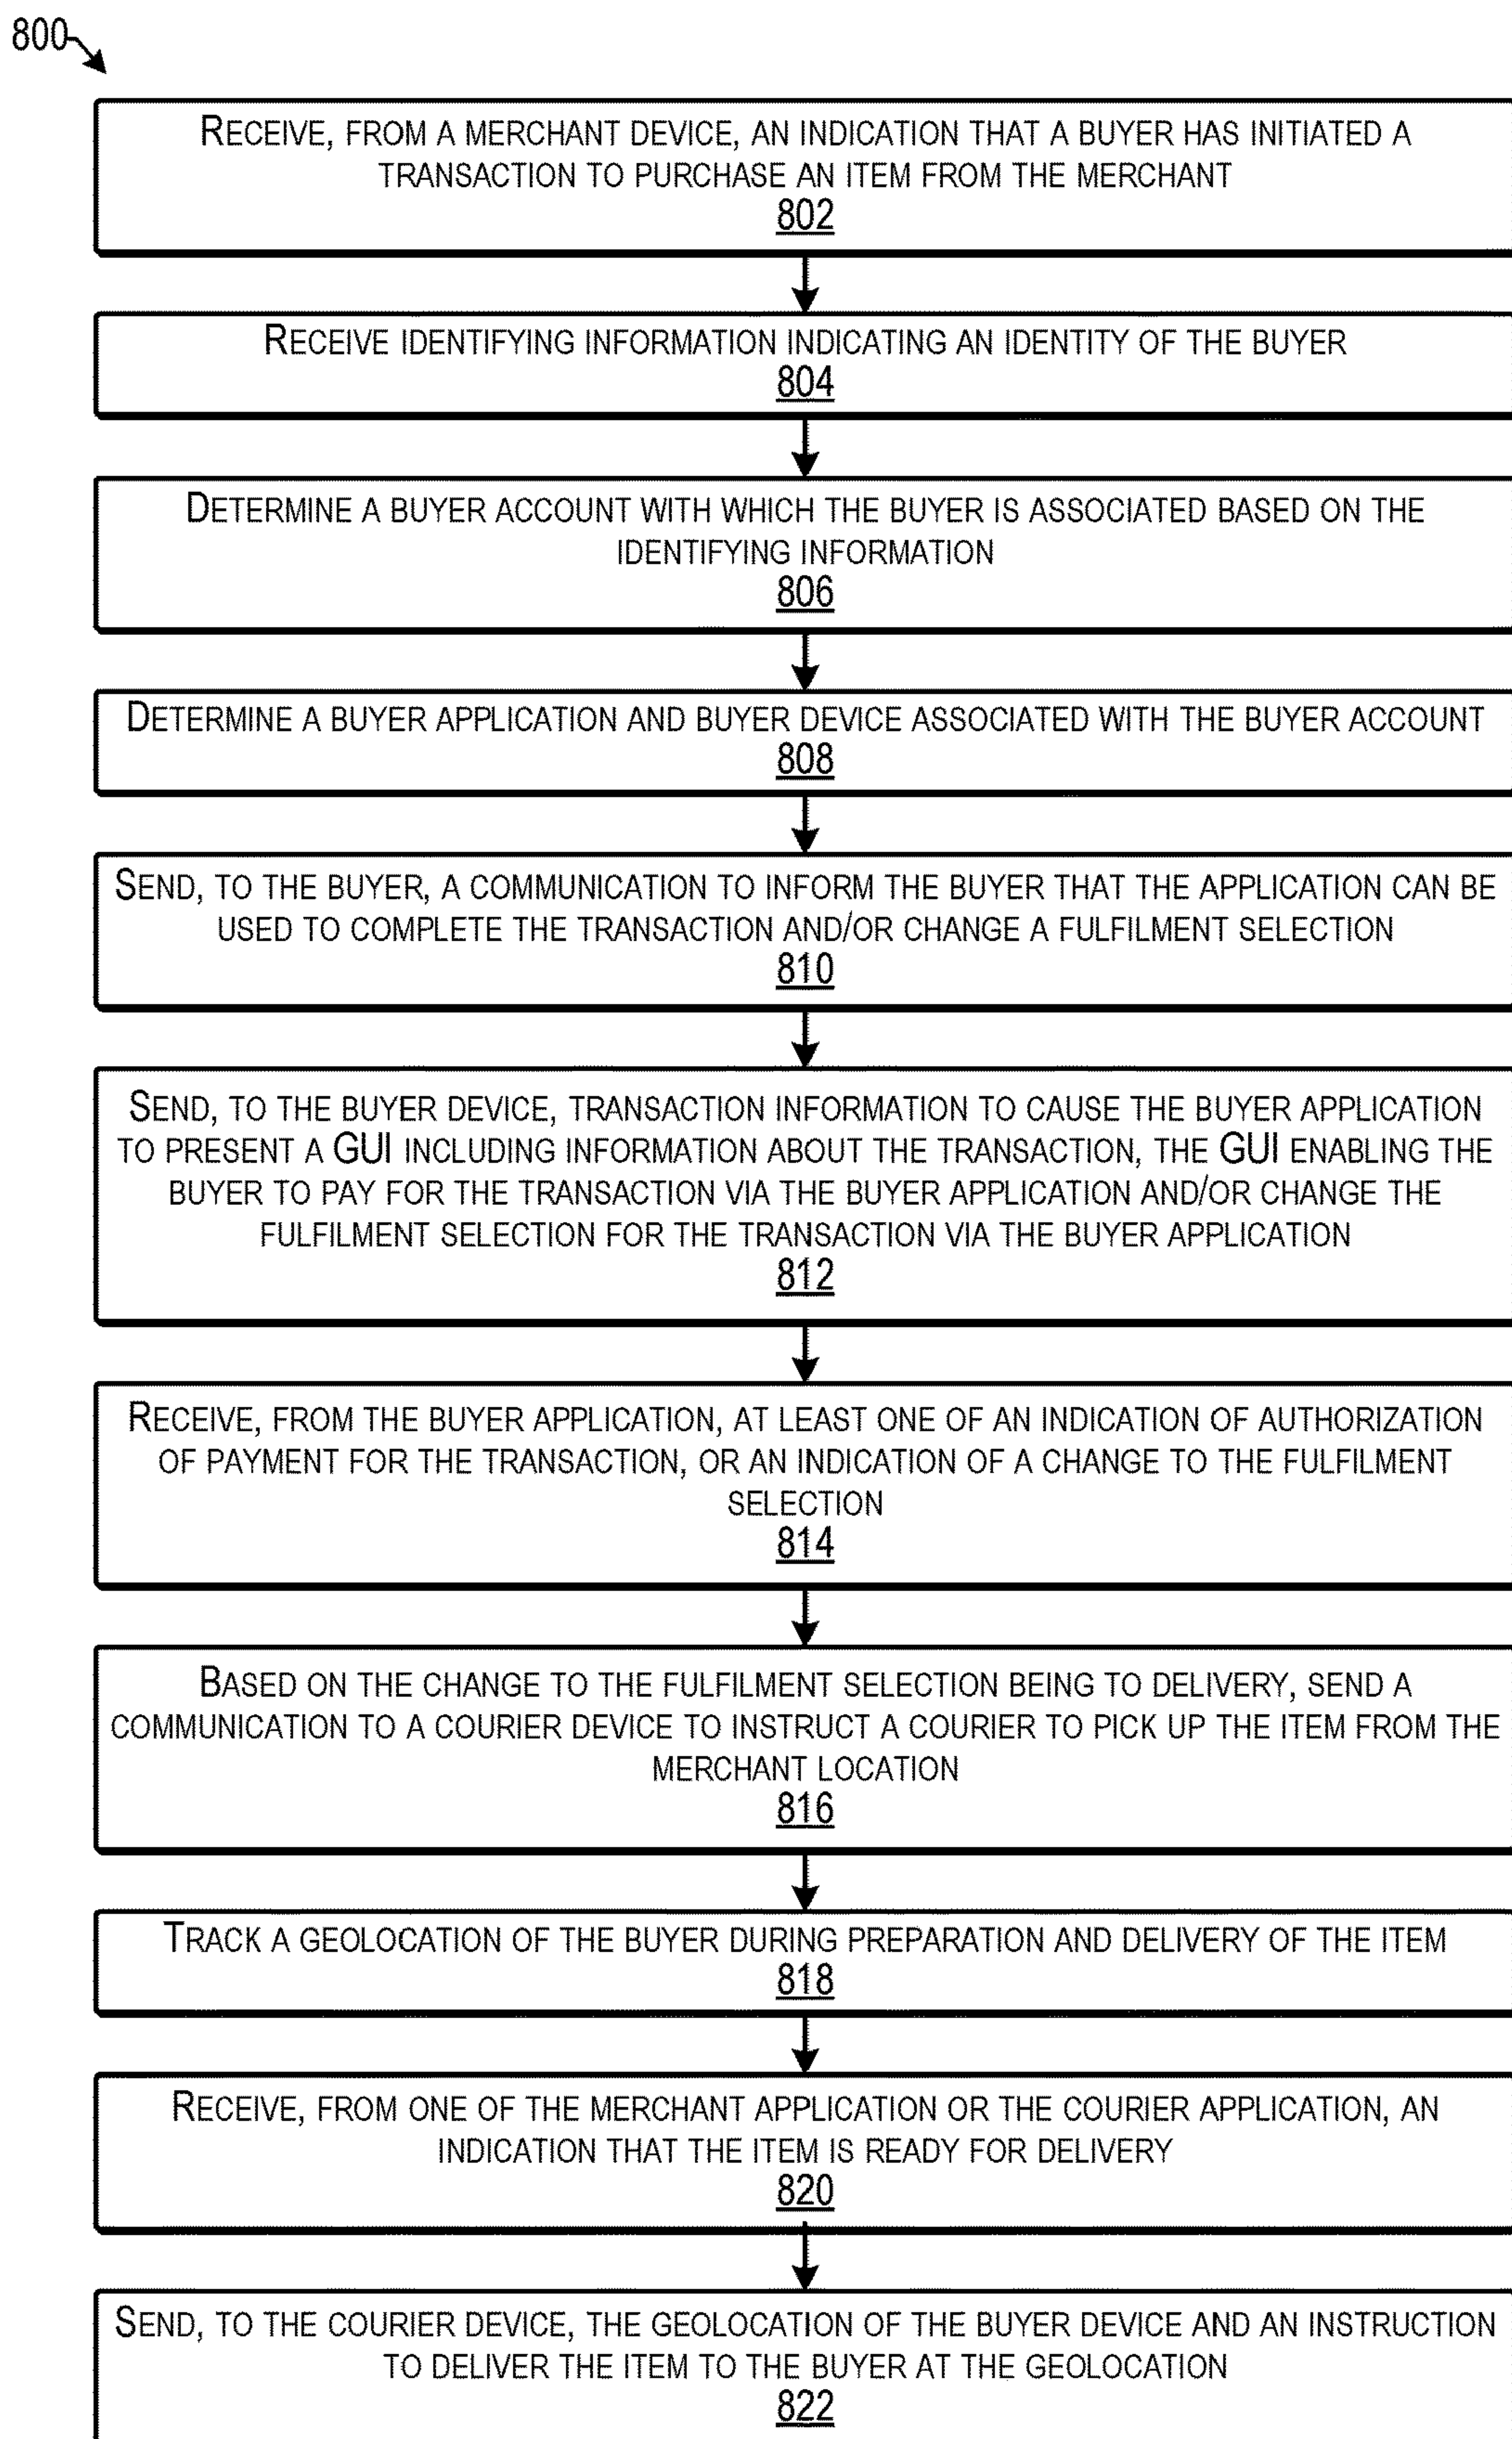 800
RECEIVE, FROM A MERCHANT DEVICE, AN INDICATION THAT A BUYER HAS INITIATED A
TRANSACTION TO PURCHASE AN ITEM FROM THE MERCHANT
802
RECEIVE IDENTIFYING INFORMATION INDICATING AN IDENTITY OF THE BUYER
804
DETERMINE A BUYER ACCOUNT WITH WHICH THE BUYER IS ASSOCIATED BASED ON THE
IDENTIFYING INFORMATION
806
DETERMINE A BUYER APPLICATION AND BUYER DEVICE ASSOCIATED WITH THE BUYER ACCOUNT
808
SEND, TO THE BUYER, A COMMUNICATION TO INFORM THE BUYER THAT THE APPLICATION CAN BE
USED TO COMPLETE THE TRANSACTION AND/OR CHANGE A FULFILMENT SELECTION
810
SEND, TO THE BUYER DEVICE, TRANSACTION INFORMATION TO CAUSE THE BUYER APPLICATION
TO PRESENT A GUI INCLUDING INFORMATION ABOUT THE TRANSACTION, THE GUI ENABLING THE
BUYER TO PAY FOR THE TRANSACTION VIA THE BUYER APPLICATION AND/OR CHANGE THE
FULFILMENT SELECTION FOR THE TRANSACTION VIA THE BUYER APPLICATION
812
RECEIVE, FROM THE BUYER APPLICATION, AT LEAST ONE OF AN INDICATION OF AUTHORIZATION
OF PAYMENT FOR THE TRANSACTION, OR AN INDICATION OF A CHANGE TO THE FULFILMENT
SELECTION
814
BASED ON THE CHANGE TO THE FULFILMENT SELECTION BEING TO DELIVERY, SEND A
COMMUNICATION TO A COURIER DEVICE TO INSTRUCT A COURIER TO PICK UP THE ITEM FROM THE
MERCHANT LOCATION
816
TRACK A GEOLOCATION OF THE BUYER DURING PREPARATION AND DELIVERY OF THE ITEM
818
RECEIVE, FROM ONE OF THE MERCHANT APPLICATION OR THE COURIER APPLICATION, AN
INDICATION THAT THE ITEM IS READY FOR DELIVERY
820
SEND, TO THE COURIER DEVICE, THE GEOLOCATION OF THE BUYER DEVICE AND AN INSTRUCTION
TO DELIVER THE ITEM TO THE BUYER AT THE GEOLOCATION
822